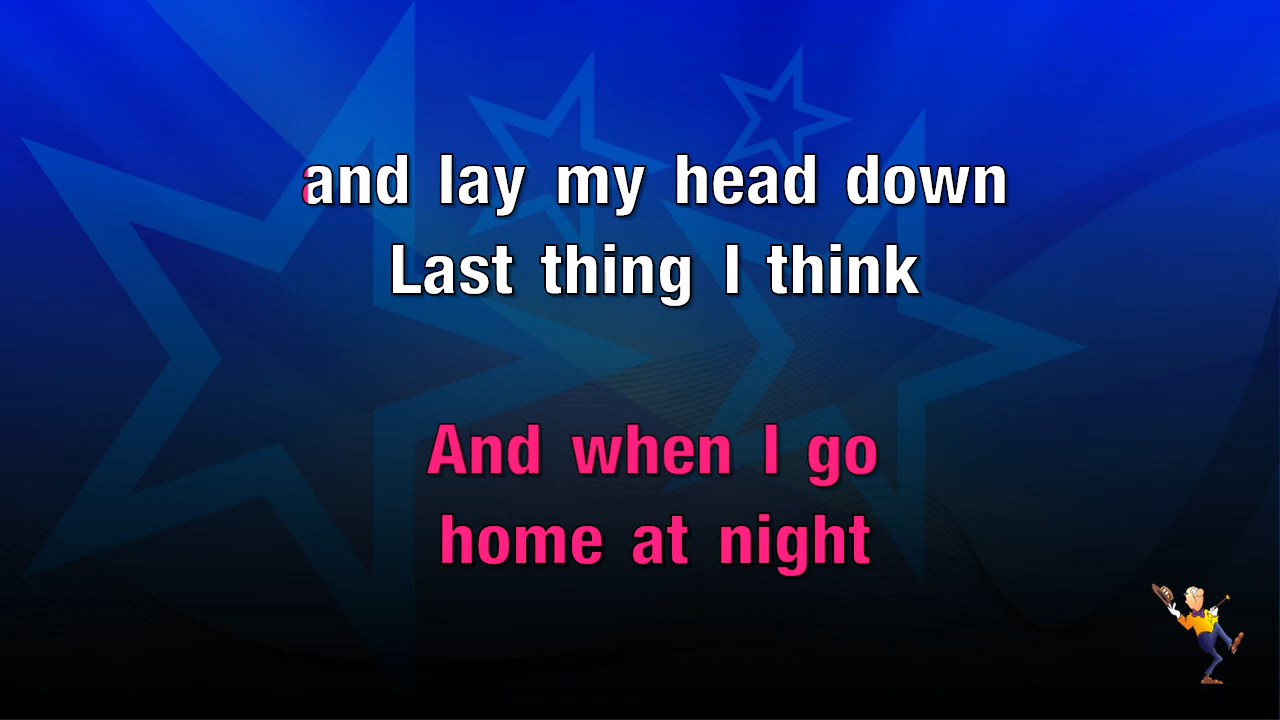 and lay my head down
Last thing I think
And when I go
home at night